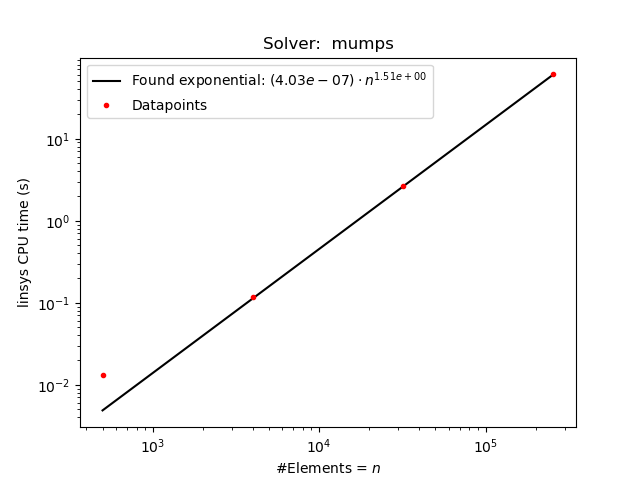 Solver:  mumps
Found exponential: (4.03e − 07) · n^1.51e+00
Datapoints
linsys CPU time (s)
10^1
10^0
10^−1
10^−2
10^3
10^4
10^5
#Elements = n